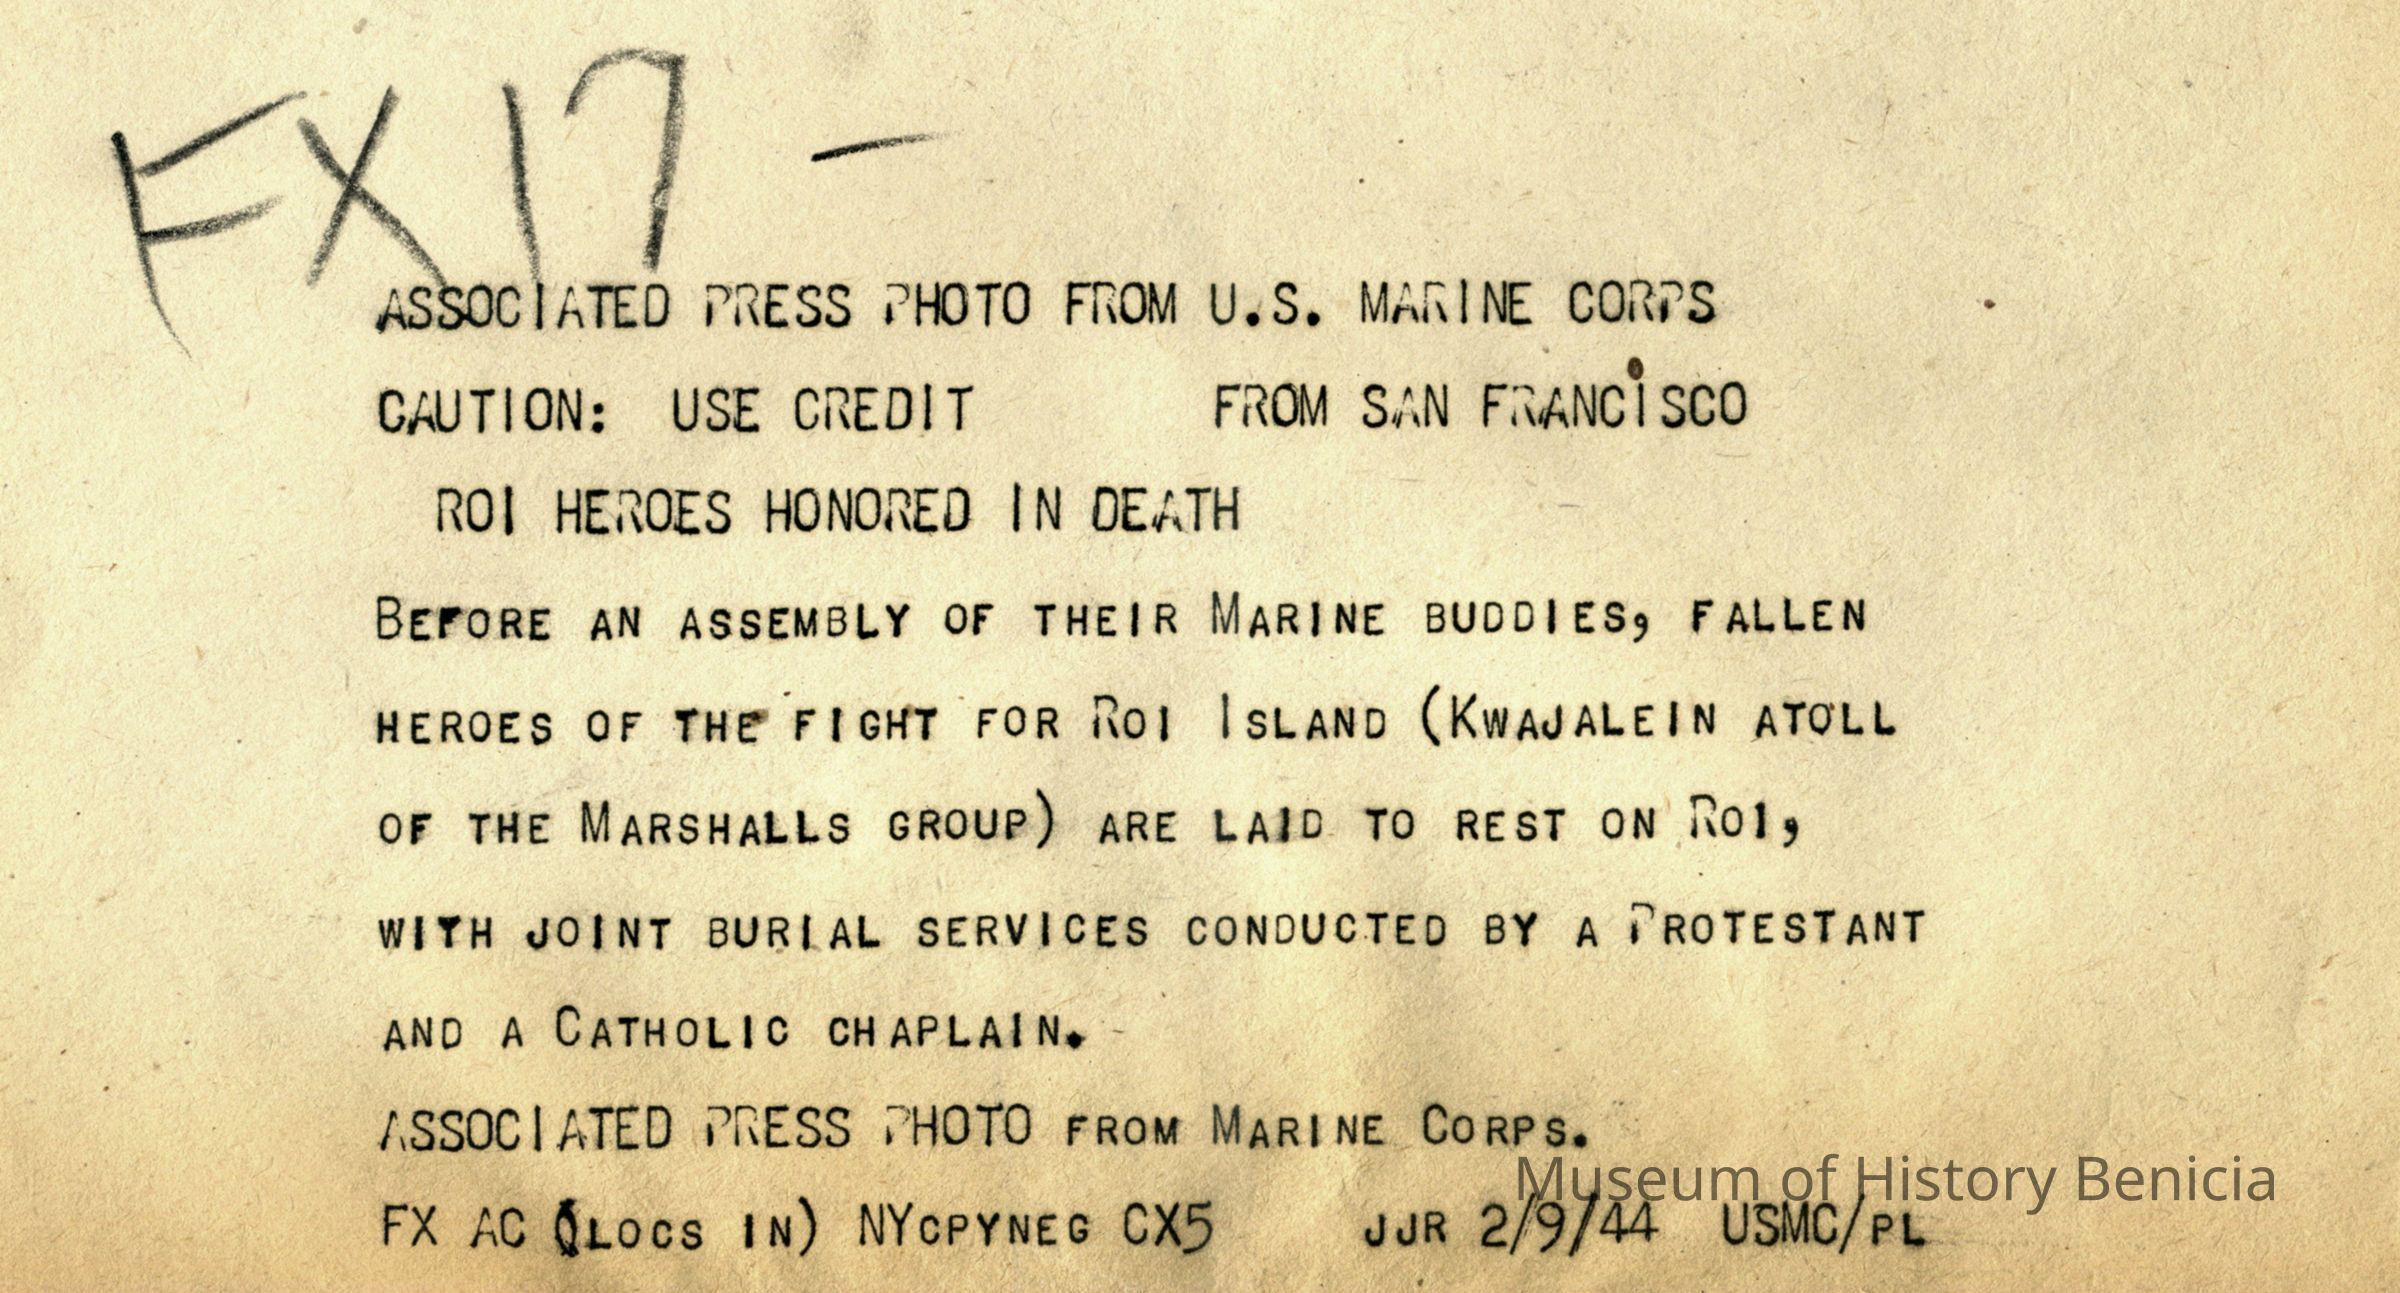 FX 17 -
ASSOCIATED PRESS PHOTO FROM U.S. MARINE CORPS
CAUTION: USE CREDIT FROM SAN FRANCISCO
ROI HEROES HONORED IN DEATH
BEFORE AN ASSEMBLY OF THEIR MARINE BUDDIES, FALLEN
HEROES OF THE FIGHT FOR ROI ISLAND (KWAJALEIN ATOLL
OF THE MARSHALLS GROUP) ARE LAID TO REST ON ROI,
WITH JOINT BURIAL SERVICES CONDUCTED BY A PROTESTANT
AND A CATHOLIC CHAPLAIN.
ASSOCIATED PRESS PHOTO FROM MARINE CORPS.
Museum of History Benicia
FX AC (LOCS IN) NYCPYNEG CX5 JJR 2/9/44 USMC/PL